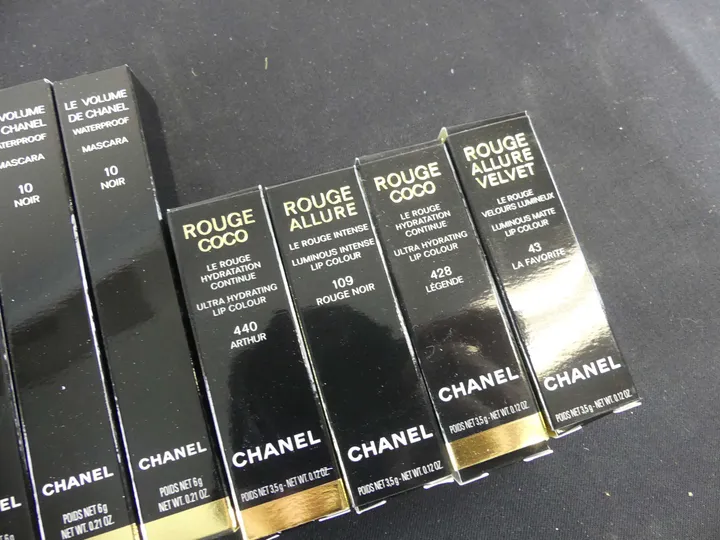 VOLUME
CHANEL
WATERPROOF
MASCARA
10
NOIR
CHANEL
POIDS NET 6g
NET WT. 0.21 OZ.
LE VOLUME
DE CHANEL
WATERPROOF
MASCARA
10
NOIR
CHANEL
POIDS NET 6g
NET WT. 0.21 OZ.
ROUGE
COCO
LE ROUGE
HYDRATATION
CONTINUE
ULTRA HYDRATING
LIP COLOUR
440
ARTHUR
CHANEL
POIDS NET 3,5 g - NET WT. 0.12 OZ.
ROUGE
ALLURE
LE ROUGE INTENSE
LUMINOUS INTENSE
LIP COLOUR
109
ROUGE NOIR
CHANEL
POIDS NET 3,5 g - NET WT. 0.12 OZ.
ROUGE
COCO
LE ROUGE
HYDRATATION
CONTINUE
ULTRA HYDRATING
LIP COLOUR
428
LÉGENDE
CHANEL
POIDS NET 3,5 g - NET WT. 0.12 OZ.
ROUGE
ALLURE
VELVET
LE ROUGE
VELOURS LUMINEUX
LUMINOUS MATTE
LIP COLOUR
43
LA FAVORITE
CHANEL
POIDS NET 3,5 g - NET WT. 0.12 OZ.